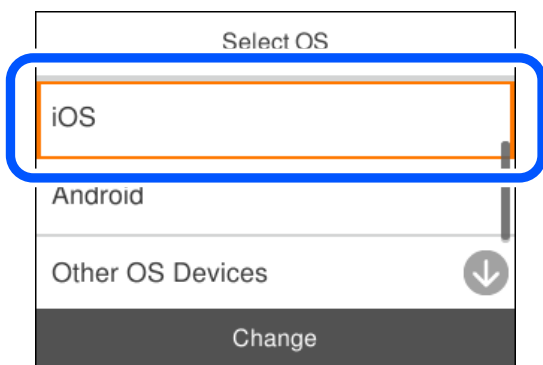 Select OS
iOS
Android
Other OS Devices
Change